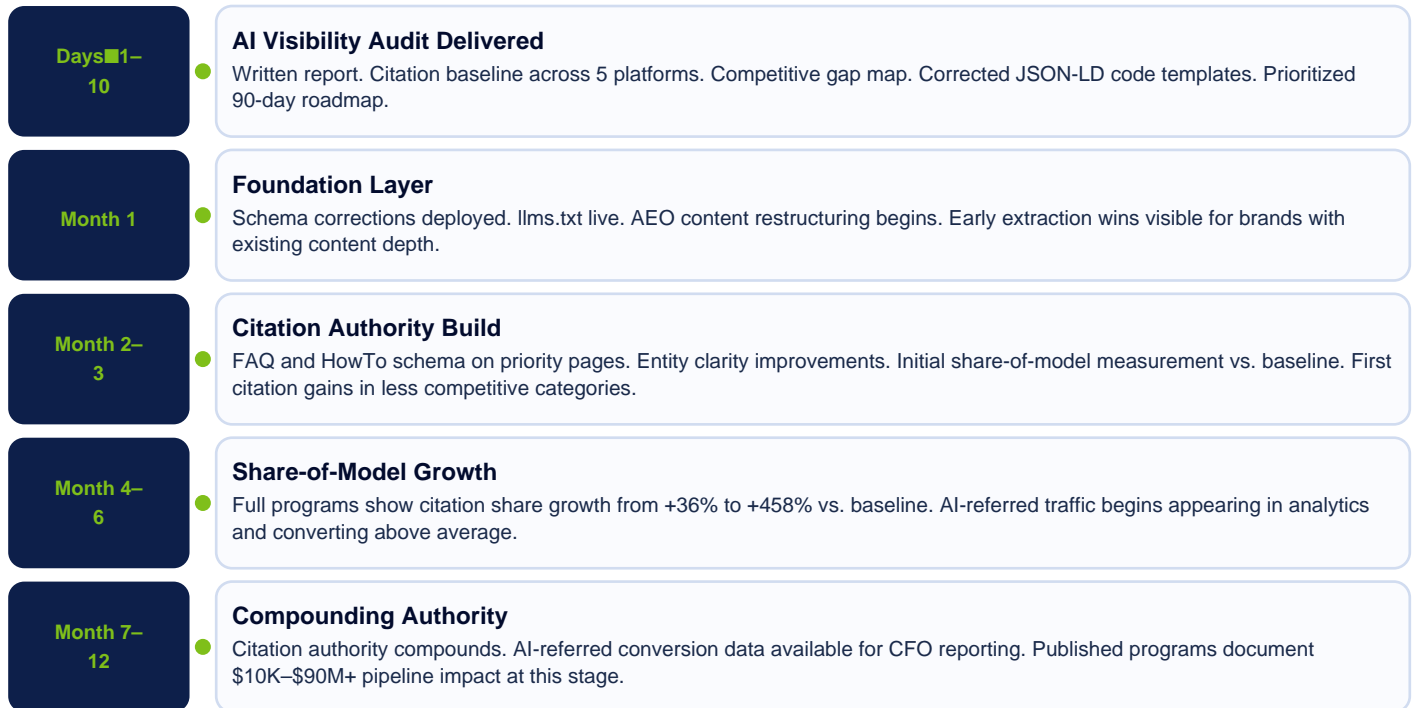 Days■1–
10
AI Visibility Audit Delivered
Written report. Citation baseline across 5 platforms. Competitive gap map. Corrected JSON-LD code templates. Prioritized
90-day roadmap.
Month 1
Foundation Layer
Schema corrections deployed. llms.txt live. AEO content restructuring begins. Early extraction wins visible for brands with
existing content depth.
Month 2–
3
Citation Authority Build
FAQ and HowTo schema on priority pages. Entity clarity improvements. Initial share-of-model measurement vs. baseline. First
citation gains in less competitive categories.
Month 4–
6
Share-of-Model Growth
Full programs show citation share growth from +36% to +458% vs. baseline. AI-referred traffic begins appearing in analytics
and converting above average.
Month 7–
12
Compounding Authority
Citation authority compounds. AI-referred conversion data available for CFO reporting. Published programs document
$10K–$90M+ pipeline impact at this stage.